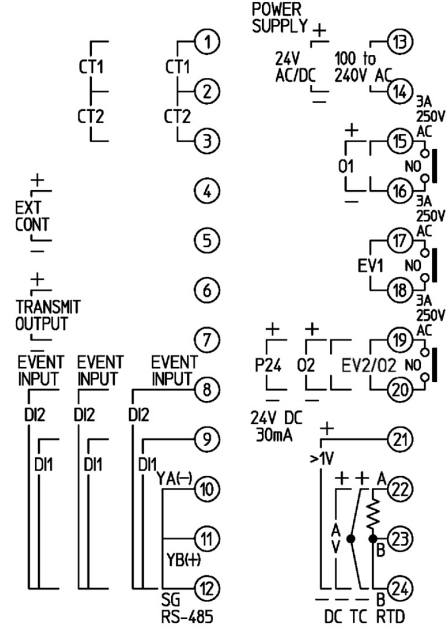 POWER
SUPPLY +
1
13
CT1
CT1
24V
AC/DC
100 to
240V AC
2
−
14
3A
250V
AC
CT2
CT2
3
+
15
O1
NO
+
4
−
16
3A
250V
AC
EXT
CONT
17
−
5
EV1
NO
+
6
18
3A
250V
AC
TRANSMIT
OUTPUT
+
+
19
−
7
EVENT
INPUT
EVENT
INPUT
EVENT
INPUT
P24
O2
EV2/O2
NO
8
−
−
20
DI2
DI2
DI2
24V DC
30mA
9
+
21
DI1
DI1
DI1
>1V
YA(−)
10
+
+
A
22
A
V
11
23
YB(+)
B
12
−
−
−
B
24
SG
RS-485
DC
TC
RTD